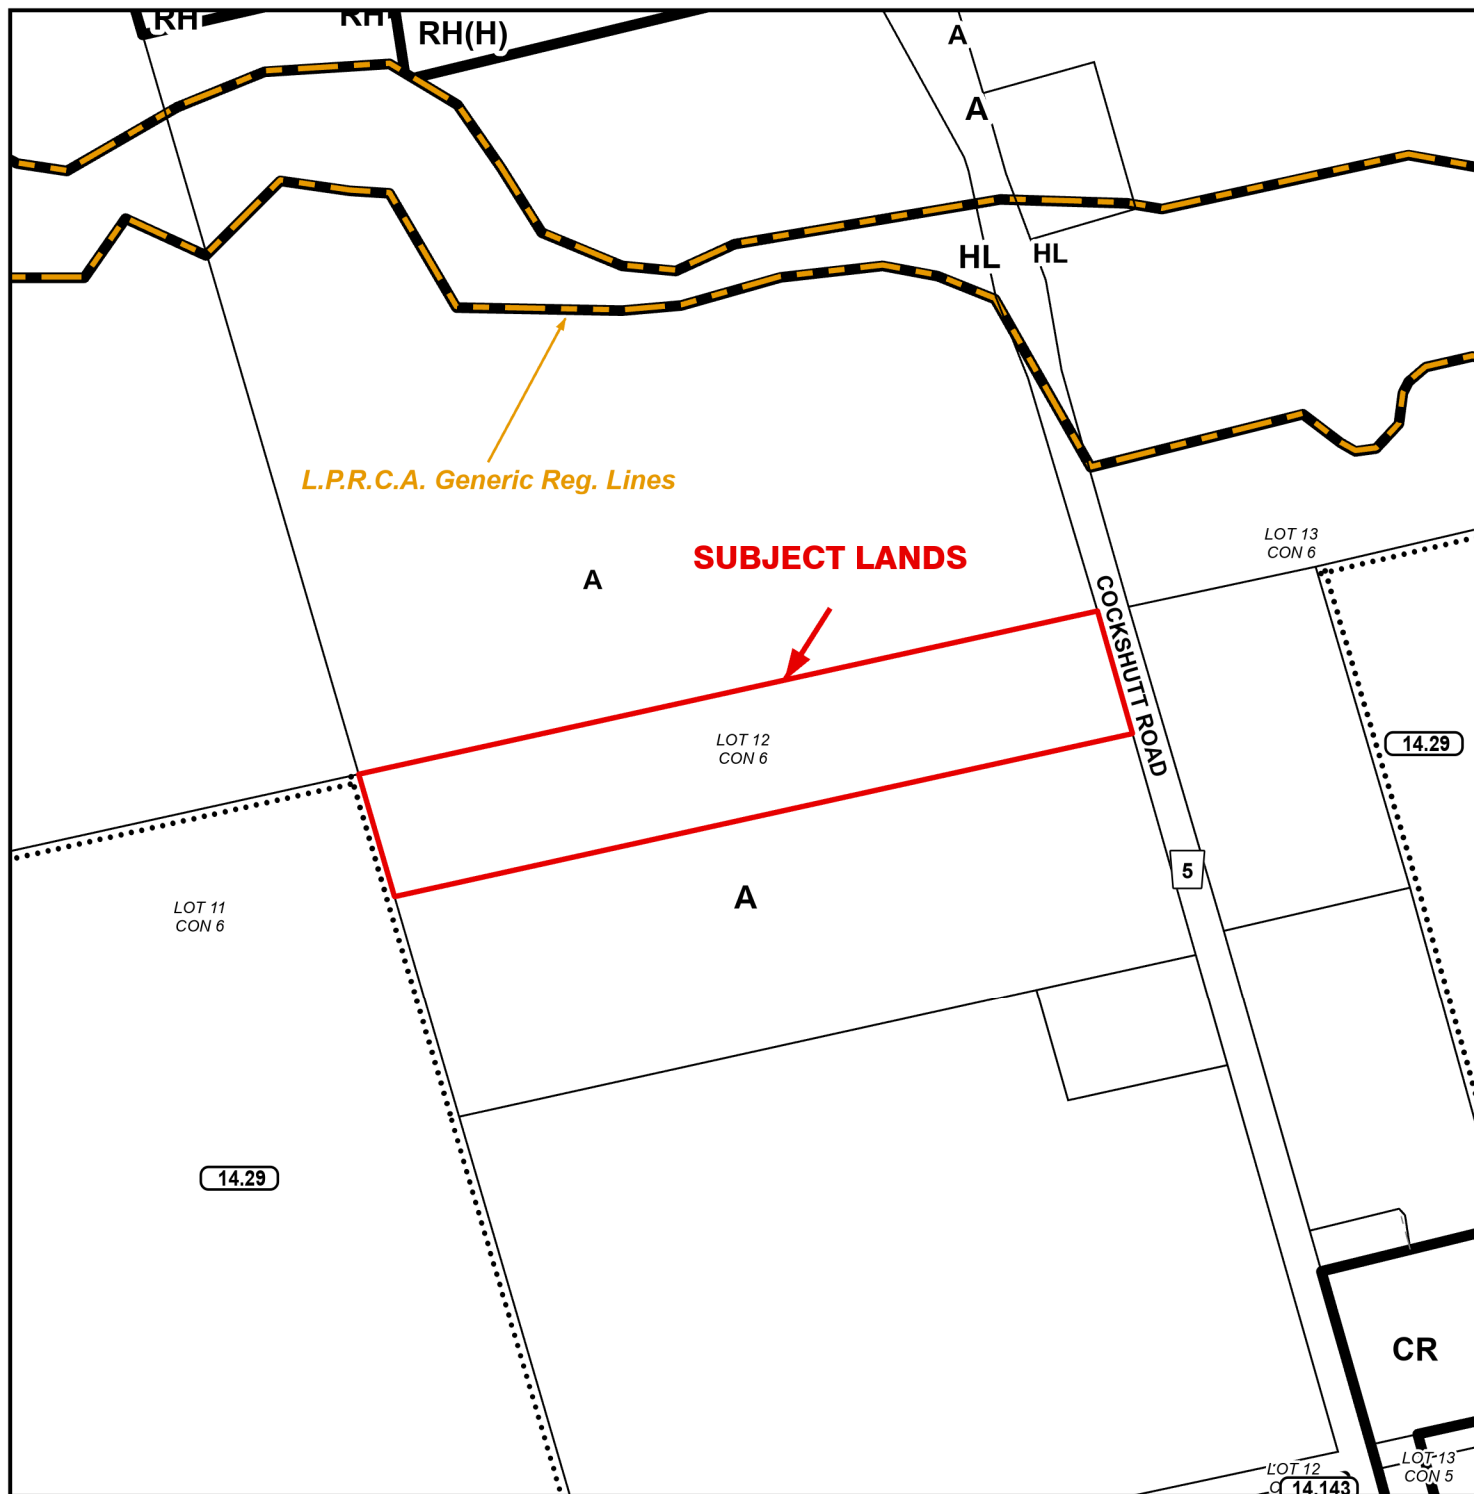 RH
RH
RH(H)
A
A
HL
HL
L.P.R.C.A. Generic Reg. Lines
LOT 13
CON 6
SUBJECT LANDS
A
COCKSHUTT ROAD
LOT 12
CON 6
14.29
5
A
LOT 11
CON 6
14.29
CR
LOT 13
CON 5
LOT 12
14.143